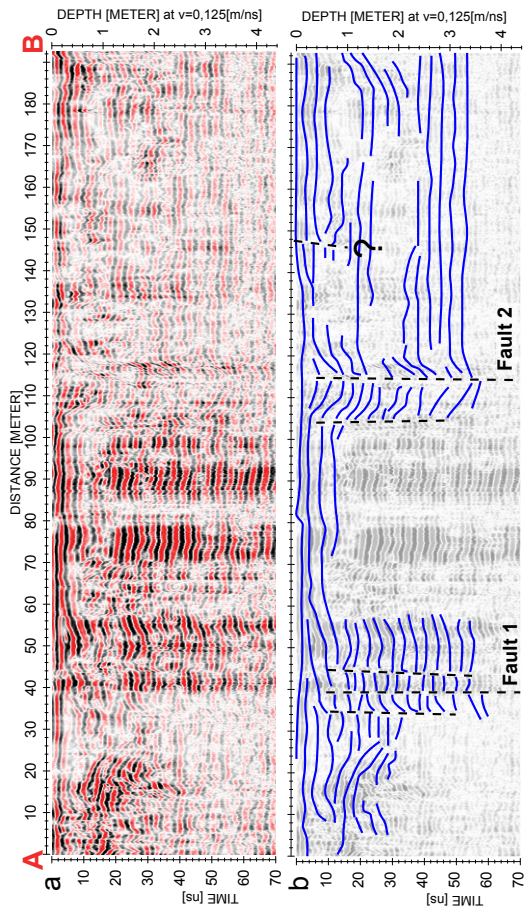 A
B
a
DISTANCE [METER]
0 10 20 30 40 50 60 70 80 90 100 110 120 130 140 150 160 170 180
TIME [ns]
10 20 30 40 50 60 70
DEPTH [METER] at v=0,125[m/ns]
0 1 2 3 4
b
TIME [ns]
10 20 30 40 50 60 70
DEPTH [METER] at v=0,125[m/ns]
0 1 2 3 4
?
Fault 1
Fault 2